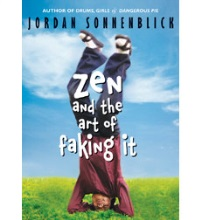 JORDAN SONNENBLICK
AUTHOR OF DRUMS, GIRLS & DANGEROUS PIE
zen
and the
art of
faking it